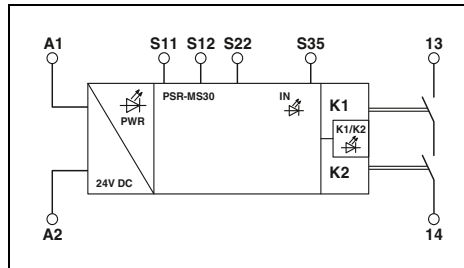 A1 S11 S12 S22 S35 13
PSR-MS30 IN K1
PWR K1/K2
24V DC K2
A2 14